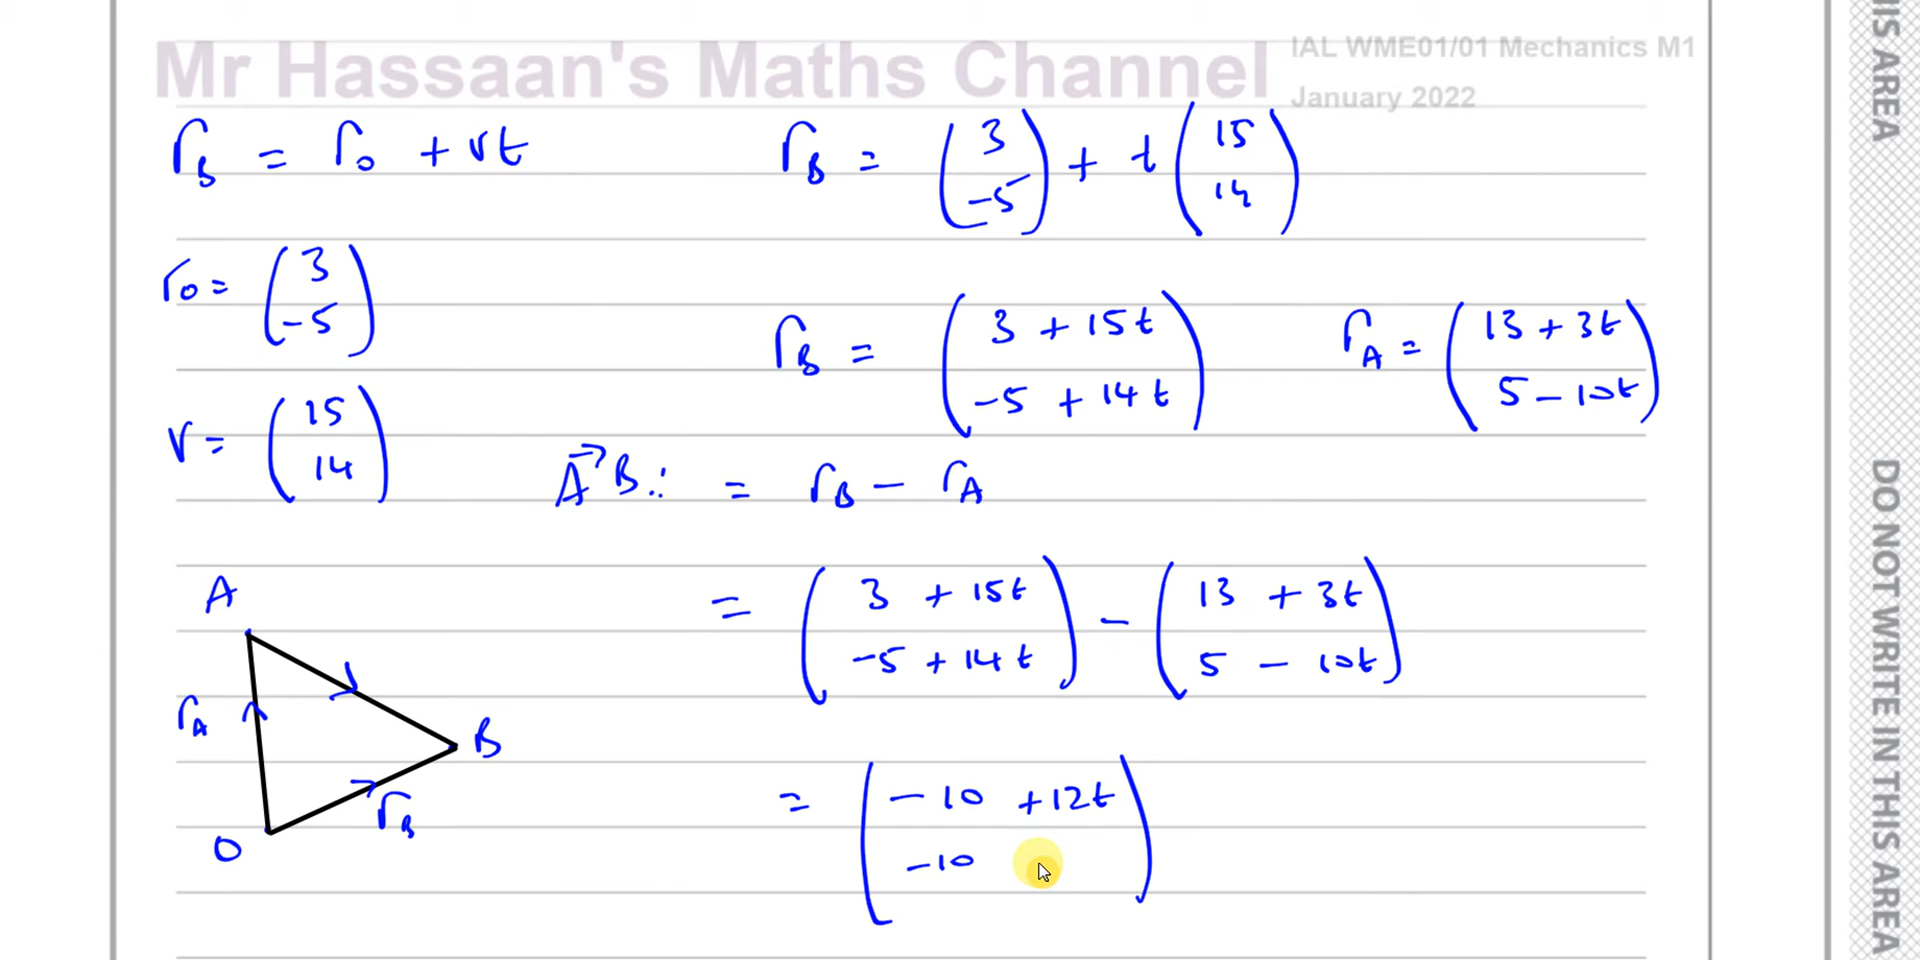 Mr Hassaan's Maths Channel
IAL WME01/01 Mechanics M1
January 2022
r_B = r_0 + vt
r_B = (3 / -5) + t(15 / 14)
r_0 = (3 / -5)
r_B = (3 + 15t / -5 + 14t)
r_A = (13 + 3t / 5 - 10t)
v = (15 / 14)
A⃗B ∴ = r_B - r_A
= (3 + 15t / -5 + 14t) - (13 + 3t / 5 - 10t)
= (-10 + 12t / -10)
A
r_A
B
r_B
O
HIS AREA
DO NOT WRITE IN THIS AREA